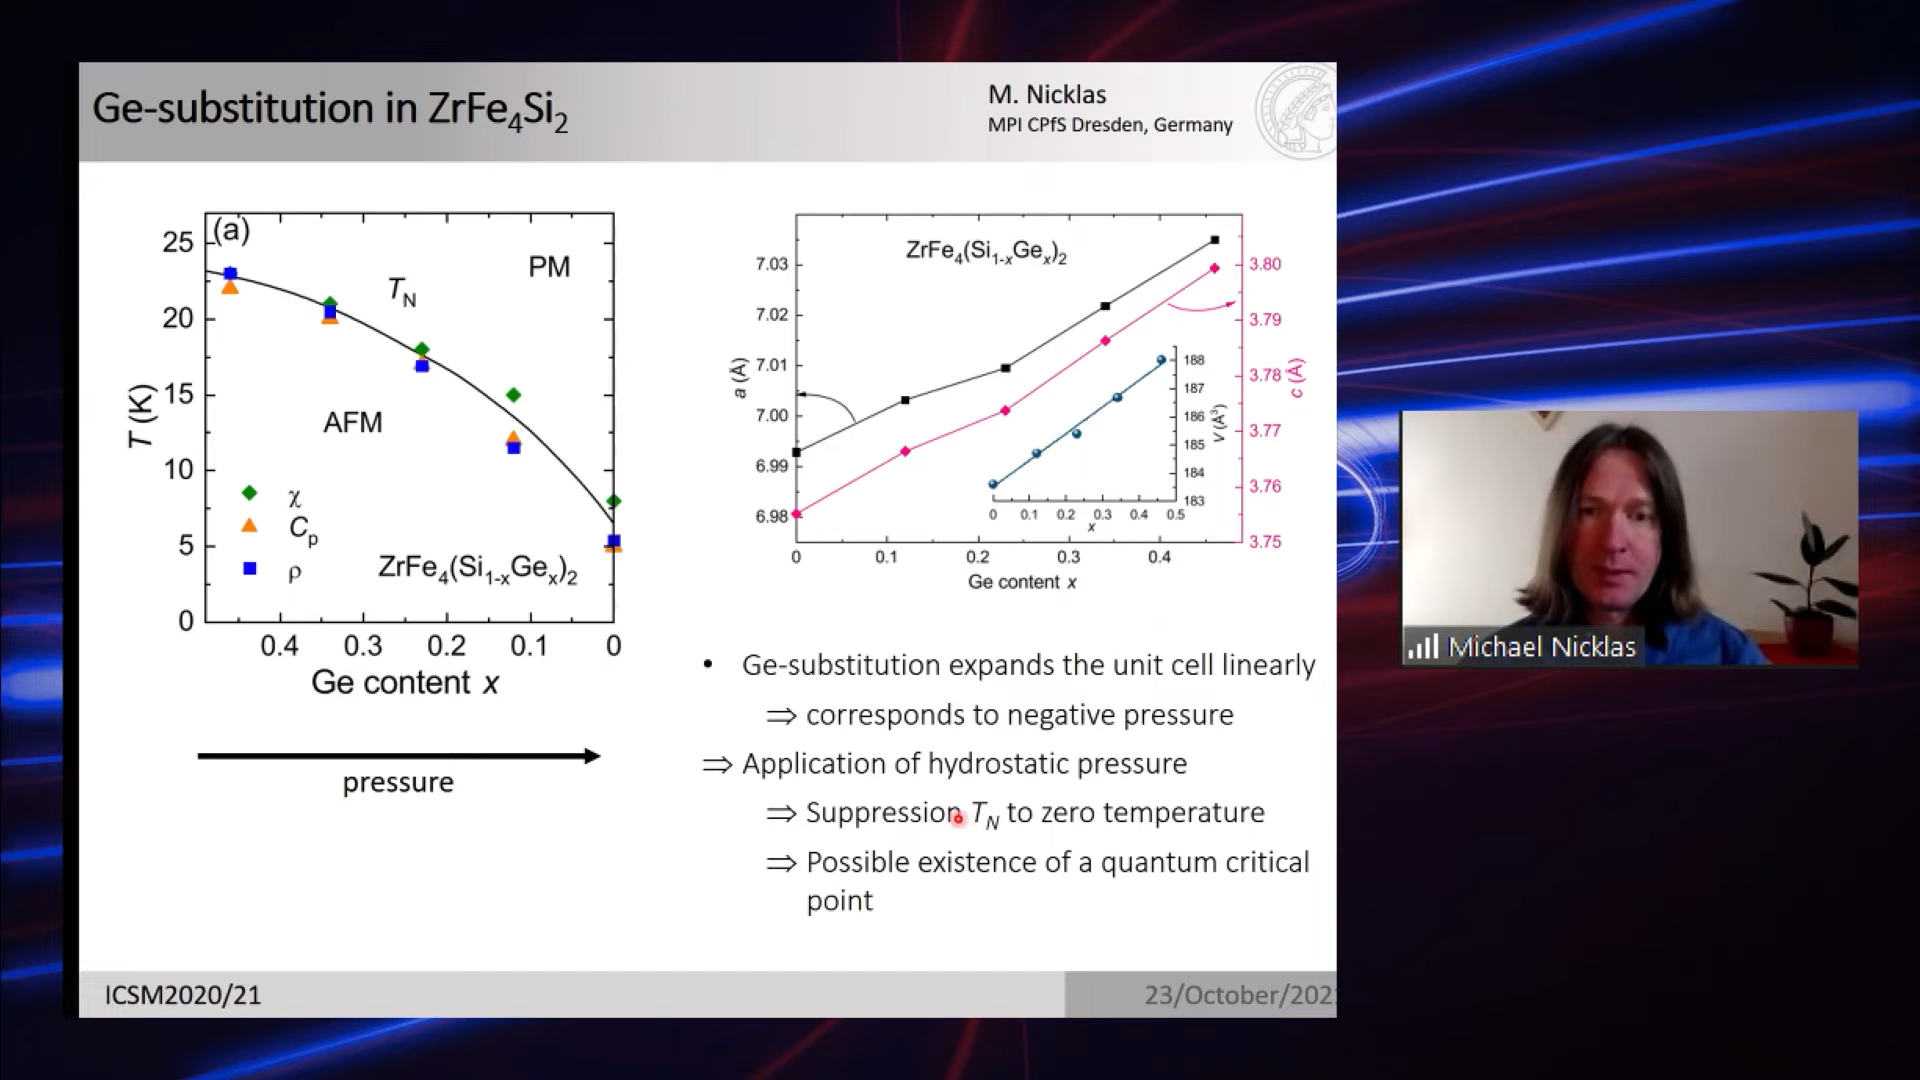 Ge-substitution in ZrFe4Si2
M. Nicklas
MPI CPfS Dresden, Germany
(a)
PM
TN
AFM
χ
Cp
ρ
ZrFe4(Si1-xGex)2
25
20
15
10
5
0
T (K)
0.4 0.3 0.2 0.1 0
Ge content x
pressure
ZrFe4(Si1-xGex)2
7.03
7.02
7.01
7.00
6.99
6.98
a (Å)
3.80
3.79
3.78
3.77
3.76
3.75
c (Å)
188
187
186
185
184
183
V (Å3)
0 0.1 0.2 0.3 0.4 0.5
x
0 0.1 0.2 0.3 0.4
Ge content x
• Ge-substitution expands the unit cell linearly
⇒ corresponds to negative pressure
⇒ Application of hydrostatic pressure
⇒ Suppression TN to zero temperature
⇒ Possible existence of a quantum critical
point
ICSM2020/21
23/October/202
Michael Nicklas